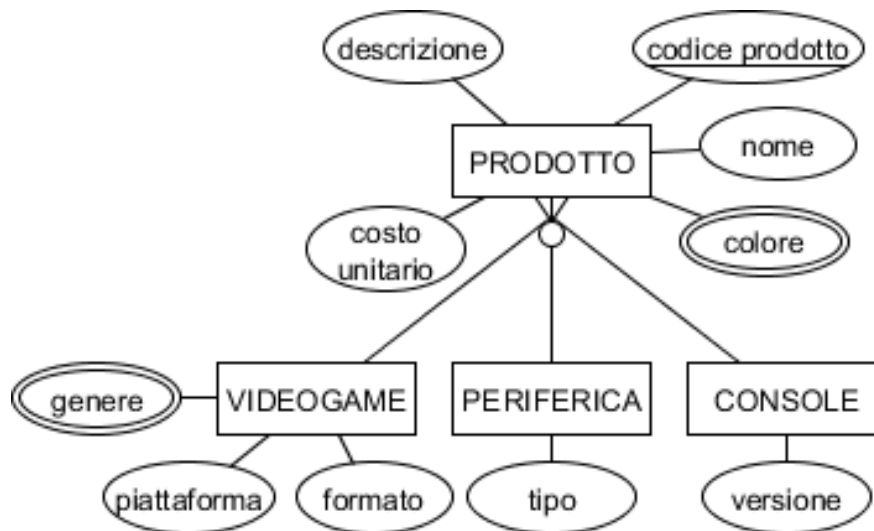 descrizione
codice prodotto
PRODOTTO
nome
costo
unitario
colore
genere
VIDEOGAME
PERIFERICA
CONSOLE
piattaforma
formato
tipo
versione